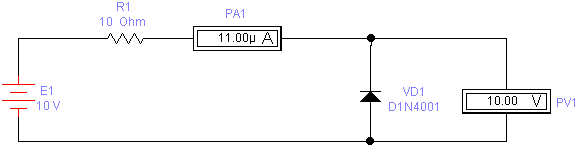 R1
10 Ohm
PA1
11.00µ A
E1
10 V
VD1
D1N4001
10.00 V
PV1